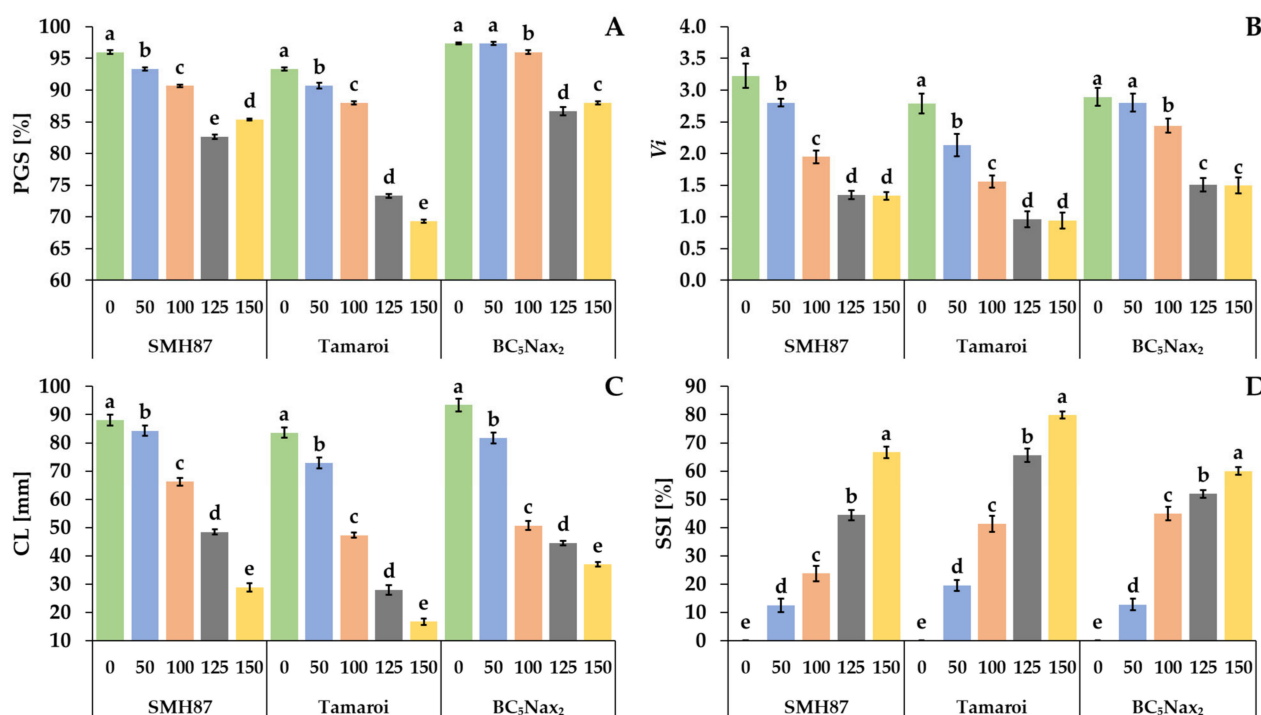 A
PGS [%]
100
95
90
85
80
75
70
65
60
a b c e d a b c d e a a b d c
0 50 100 125 150 0 50 100 125 150 0 50 100 125 150
SMH87 Tamaroi BC₅Nax₂
B
Vi
4.0
3.5
3.0
2.5
2.0
1.5
1.0
0.5
0.0
a b c d d a b c d d a a b c c
0 50 100 125 150 0 50 100 125 150 0 50 100 125 150
SMH87 Tamaroi BC₅Nax₂
C
CL [mm]
100
90
80
70
60
50
40
30
20
10
a b c d e a b c d e a b c d e
0 50 100 125 150 0 50 100 125 150 0 50 100 125 150
SMH87 Tamaroi BC₅Nax₂
D
SSI [%]
90
80
70
60
50
40
30
20
10
0
e d c b a e d c b a e d c b a
0 50 100 125 150 0 50 100 125 150 0 50 100 125 150
SMH87 Tamaroi BC₅Nax₂